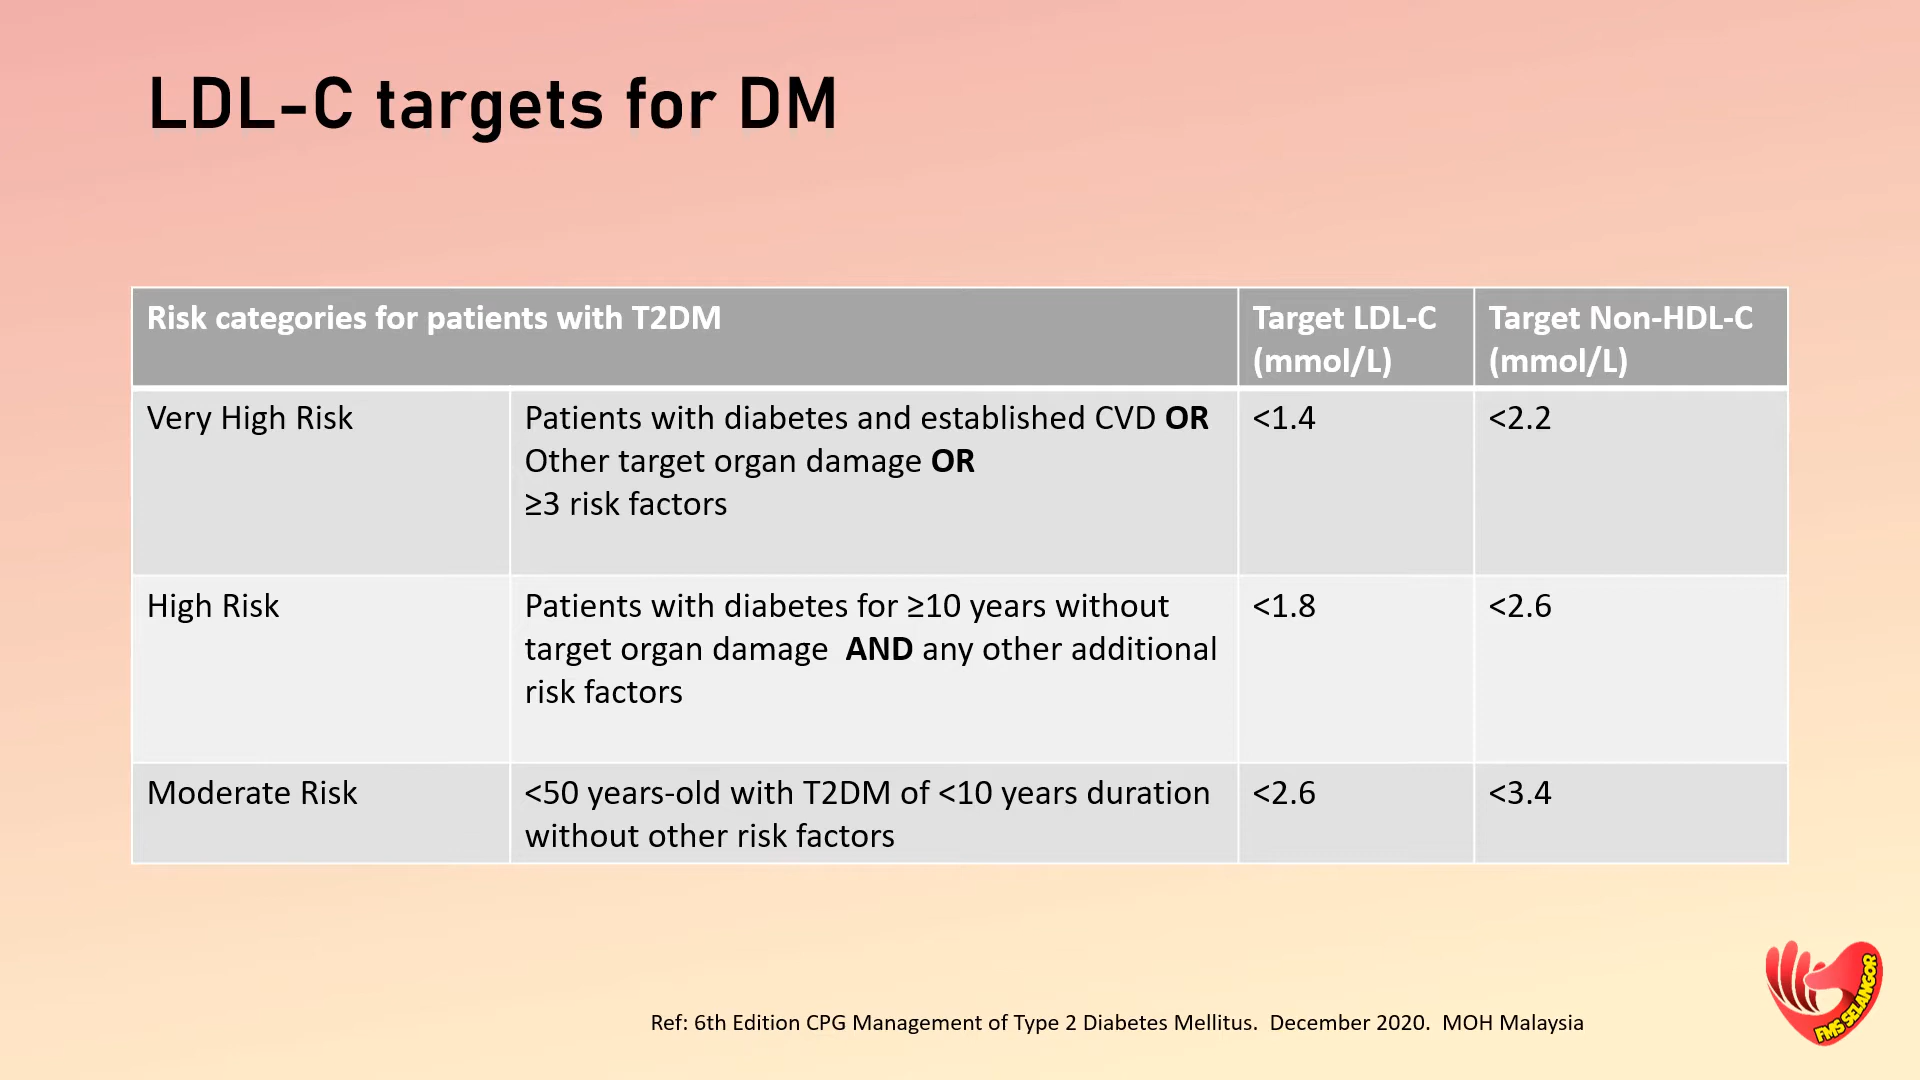 LDL-C targets for DM
Risk categories for patients with T2DM
Target LDL-C
(mmol/L)
Target Non-HDL-C
(mmol/L)
Very High Risk
Patients with diabetes and established CVD OR
Other target organ damage OR
≥3 risk factors
<1.4
<2.2
High Risk
Patients with diabetes for ≥10 years without
target organ damage AND any other additional
risk factors
<1.8
<2.6
Moderate Risk
<50 years-old with T2DM of <10 years duration
without other risk factors
<2.6
<3.4
Ref: 6th Edition CPG Management of Type 2 Diabetes Mellitus. December 2020. MOH Malaysia
FMS SELANGOR